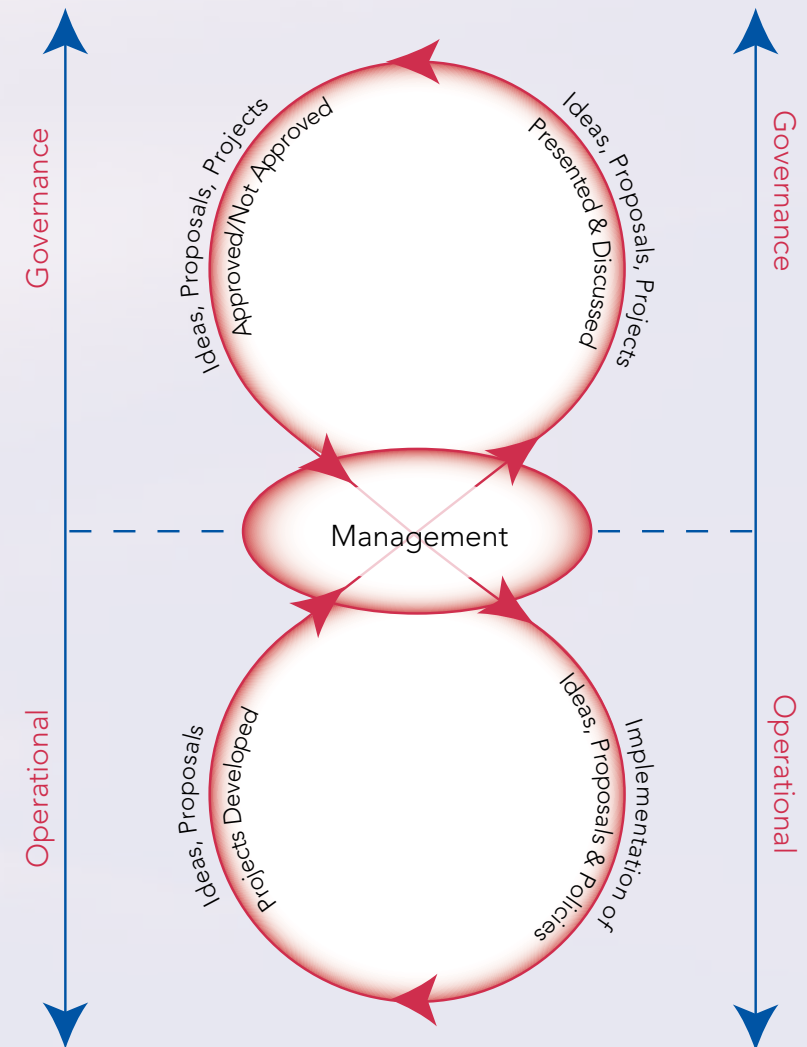 Governance
Ideas, Proposals, Projects
Approved/Not Approved
Ideas, Proposals, Projects
Presented & Discussed
Governance
Management
Operational
Ideas, Proposals
Projects Developed
Implementation of
Ideas, Proposals & Policies
Operational